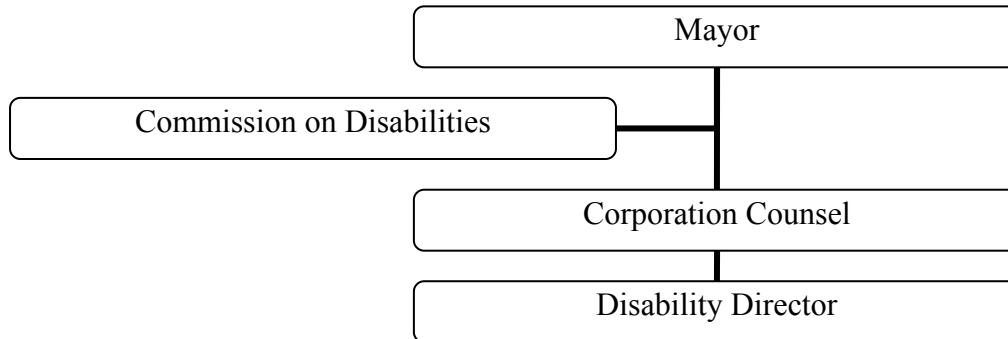 Mayor
Commission on Disabilities
Corporation Counsel
Disability Director